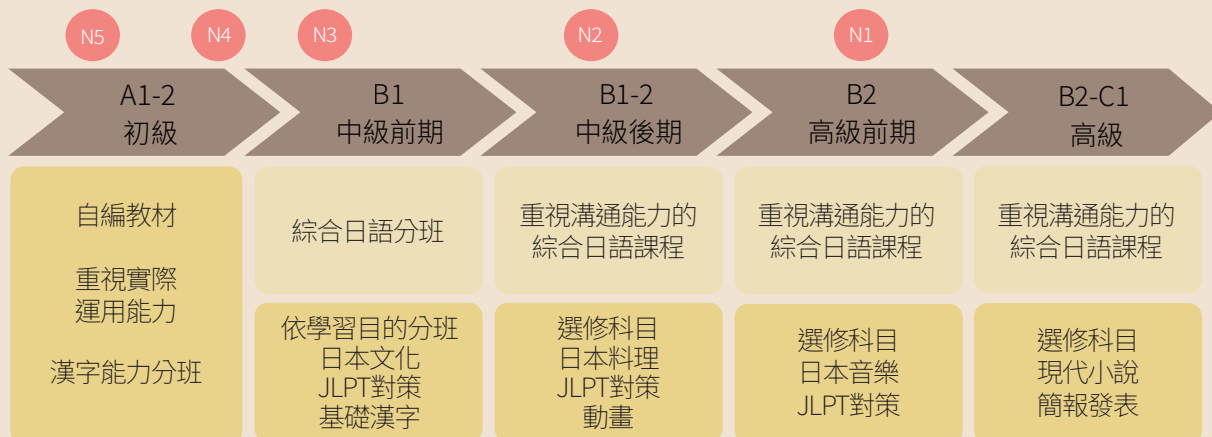 N5
N4
N3
N2
N1
A1-2
初級
B1
中級前期
B1-2
中級後期
B2
高級前期
B2-C1
高級
自編教材
重視實際
運用能力
漢字能力分班
綜合日語分班
依學習目的分班
日本文化
JLPT對策
基礎漢字
重視溝通能力的
綜合日語課程
選修科目
日本料理
JLPT對策
動畫
重視溝通能力的
綜合日語課程
選修科目
日本音樂
JLPT對策
重視溝通能力的
綜合日語課程
選修科目
現代小說
簡報發表